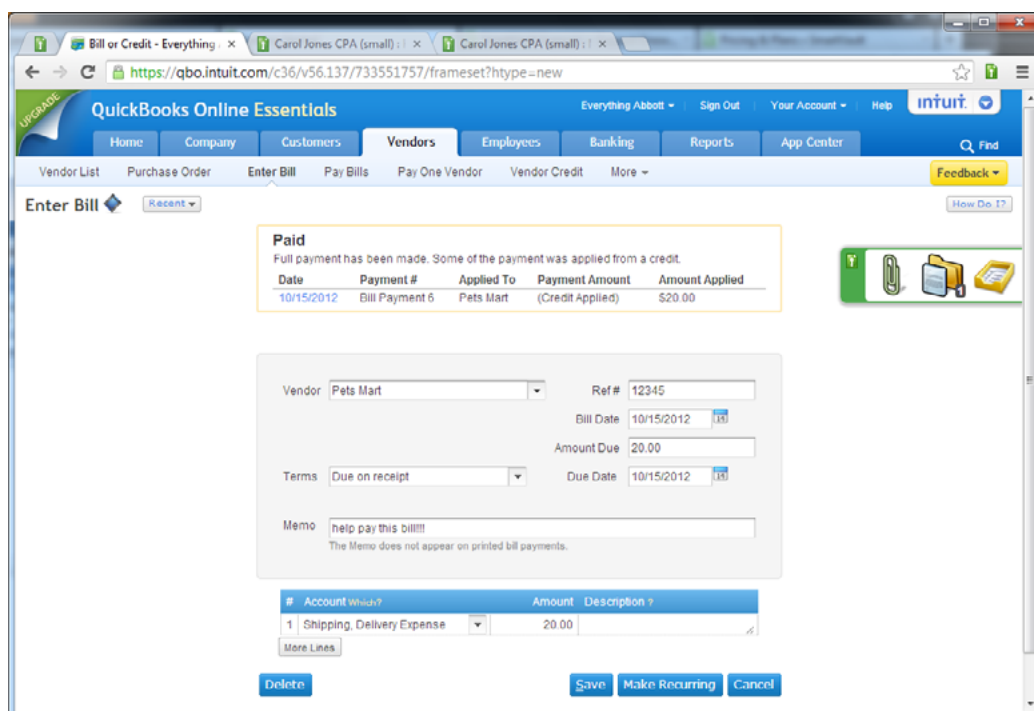 Bill or Credit - Everything
Carol Jones CPA (small) :
Carol Jones CPA (small) :
https://qbo.intuit.com/c36/v56.137/733551757/frameset?htype=new
UPGRADE
QuickBooks Online Essentials
Everything Abbott
Sign Out
Your Account
Help
intuit.
Home Company Customers Vendors Employees Banking Reports App Center
Find
Vendor List Purchase Order Enter Bill Pay Bills Pay One Vendor Vendor Credit More
Feedback
Enter Bill
Recent
How Do I?
Paid
Full payment has been made. Some of the payment was applied from a credit.
Date Payment # Applied To Payment Amount Amount Applied
10/15/2012 Bill Payment 6 Pets Mart (Credit Applied) $20.00
1
Vendor Pets Mart Ref # 12345
Bill Date 10/15/2012
Amount Due 20.00
Terms Due on receipt Due Date 10/15/2012
Memo help pay this bill!!!!
The Memo does not appear on printed bill payments.
# Account Which? Amount Description ?
1 Shipping, Delivery Expense 20.00
More Lines
Delete Save Make Recurring Cancel